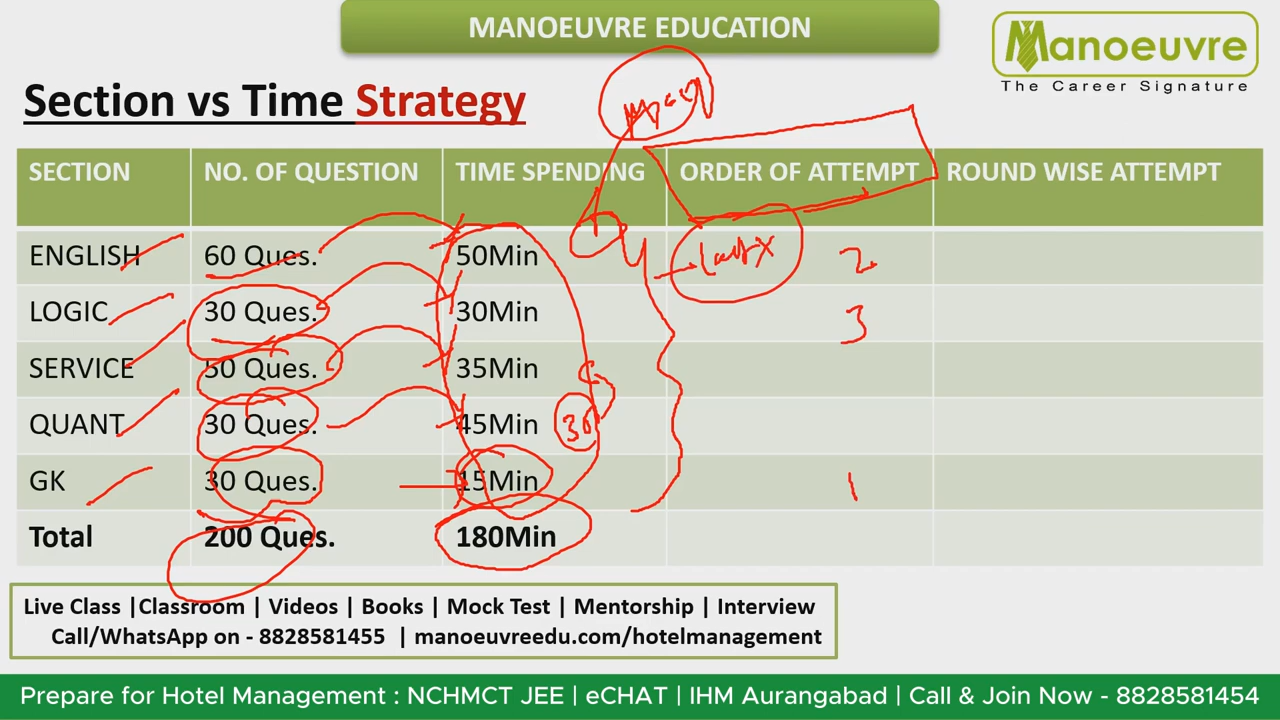 MANOEUVRE EDUCATION
Manoeuvre
The Career Signature
Section vs Time Strategy
SECTION NO. OF QUESTION TIME SPENDING ORDER OF ATTEMPT ROUND WISE ATTEMPT
ENGLISH 60 Ques. 50Min 2
LOGIC 30 Ques. 30Min 3
SERVICE 50 Ques. 35Min
QUANT 30 Ques. 45Min 30
GK 30 Ques. 15Min 1
Total 200 Ques. 180Min
Live Class |Classroom | Videos | Books | Mock Test | Mentorship | Interview
Call/WhatsApp on - 8828581455 | manoeuvreedu.com/hotelmanagement
Prepare for Hotel Management : NCHMCT JEE | eCHAT | IHM Aurangabad | Call & Join Now - 8828581454